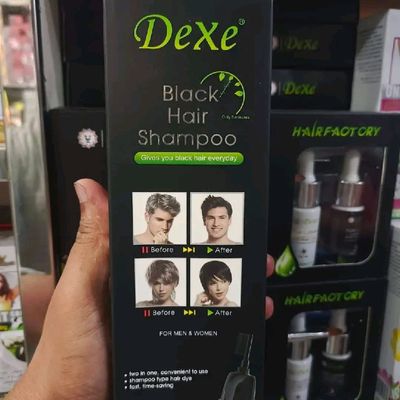 DeXe®
Black
Hair
Shampoo
Gives you black hair everyday
Before
After
Before
After
FOR MEN & WOMEN
• two in one, convenient to use
• shampoo type hair dye
• fast, time-saving
DeXe
DeXe
HAIRFACTORY
HAIRFACTORY